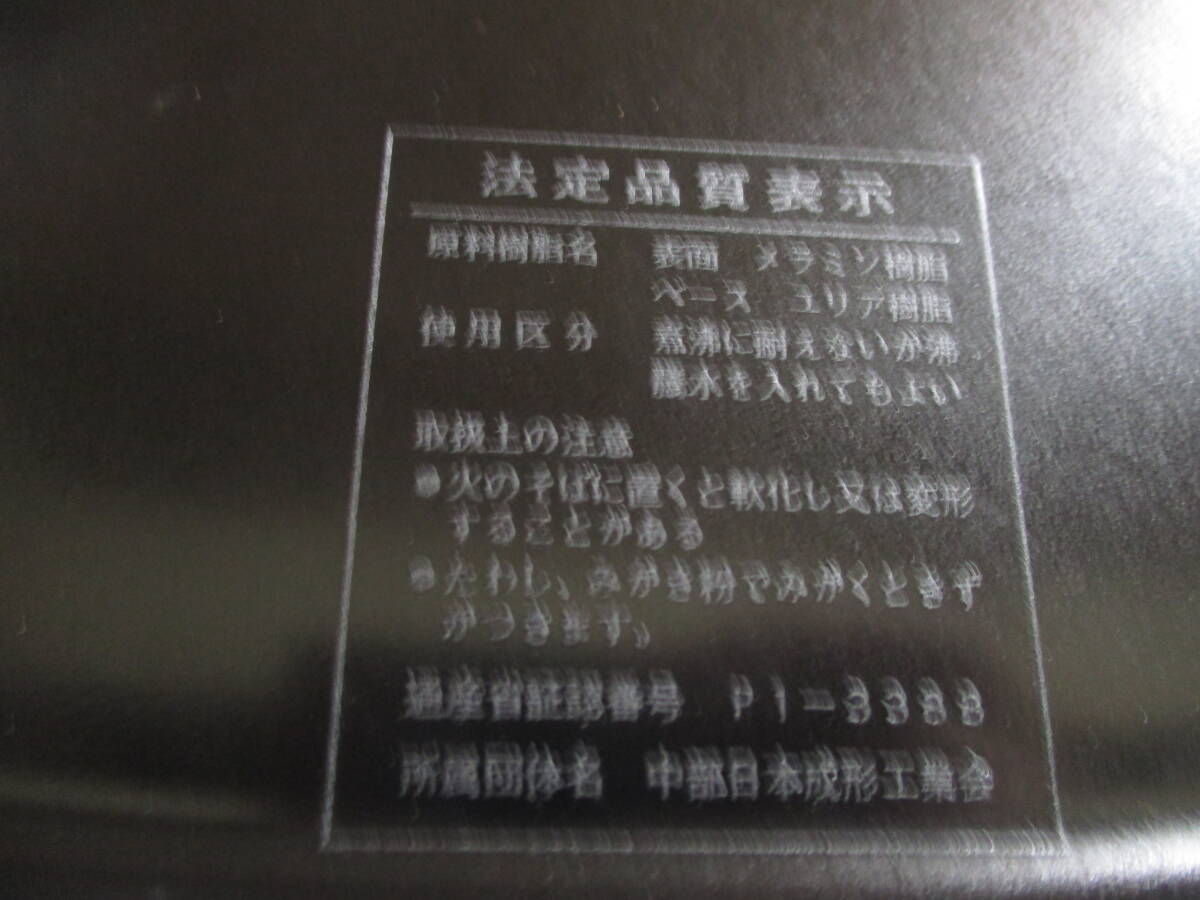 法定品質表示
原料樹脂名 表面 メラミン樹脂
ベース ユリア樹脂
使用区分 煮沸に耐えないが沸
騰水を入れてもよい
取扱上の注意
●火のそばに置くと軟化し又は変形
することがある
●たわし、みがき粉でみがくときず
がつきます。
通産省証認番号
所属団体名 中部日本成形工業会